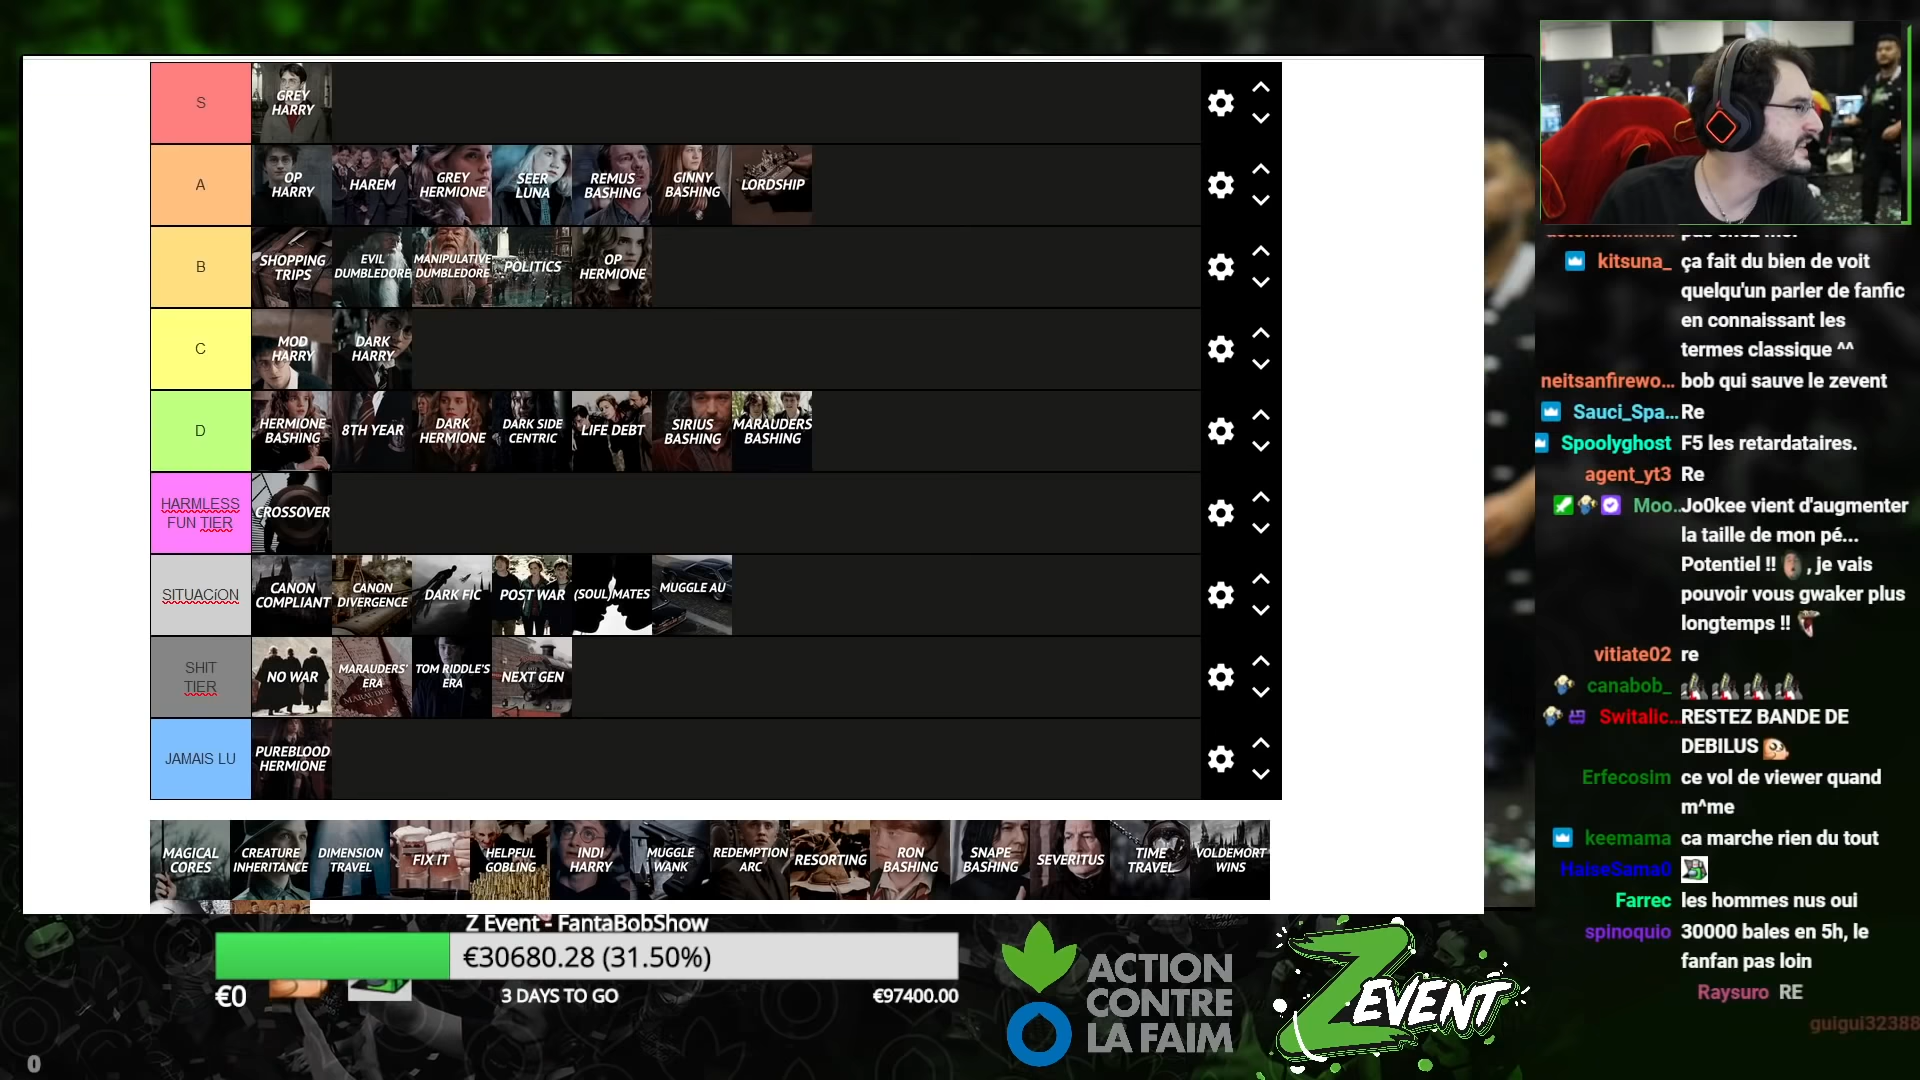 S
GREY
HARRY
A
OP
HARRY
HAREM
GREY
HERMIONE
SEER
LUNA
REMUS
BASHING
GINNY
BASHING
LORDSHIP
B
SHOPPING
TRIPS
EVIL
DUMBLEDORE
MANIPULATIVE
DUMBLEDORE
POLITICS
OP
HERMIONE
C
MOD
HARRY
DARK
HARRY
D
HERMIONE
BASHING
8TH YEAR
DARK
HERMIONE
DARK SIDE
CENTRIC
LIFE DEBT
SIRIUS
BASHING
MARAUDERS
BASHING
HARMLESS
FUN TIER
CROSSOVER
SITUACiON
CANON
COMPLIANT
CANON
DIVERGENCE
DARK FIC
POST WAR
(SOUL)MATES
MUGGLE AU
SHIT
TIER
NO WAR
MARAUDERS'
ERA
TOM RIDDLE'S
ERA
NEXT GEN
JAMAIS LU
PUREBLOOD
HERMIONE
MAGICAL
CORES
CREATURE
INHERITANCE
DIMENSION
TRAVEL
FIX IT
HELPFUL
GOBLING
INDI
HARRY
MUGGLE
WANK
REDEMPTION
ARC
RESORTING
RON
BASHING
SNAPE
BASHING
SEVERITUS
TIME
TRAVEL
VOLDEMORT
WINS
Z Event - FantaBobShow
€30680.28 (31.50%)
€0
3 DAYS TO GO
€97400.00
0
ACTION
CONTRE
LA FAIM
ZEVENT
kitsuna_ ça fait du bien de voit
quelqu'un parler de fanfic
en connaissant les
termes classique ^^
neitsanfirewo... bob qui sauve le zevent
Sauci_Spa... Re
Spoolyghost F5 les retardataires.
agent_yt3 Re
Moo.. Jo0kee vient d'augmenter
la taille de mon pé...
Potentiel !! , je vais
pouvoir vous gwaker plus
longtemps !!
vitiate02 re
canabob_
Switalic... RESTEZ BANDE DE
DEBILUS
Erfecosim ce vol de viewer quand
m^me
keemama ca marche rien du tout
HaiseSama0
Farrec les hommes nus oui
spinoquio 30000 bales en 5h, le
fanfan pas loin
Raysuro RE
guigui32388